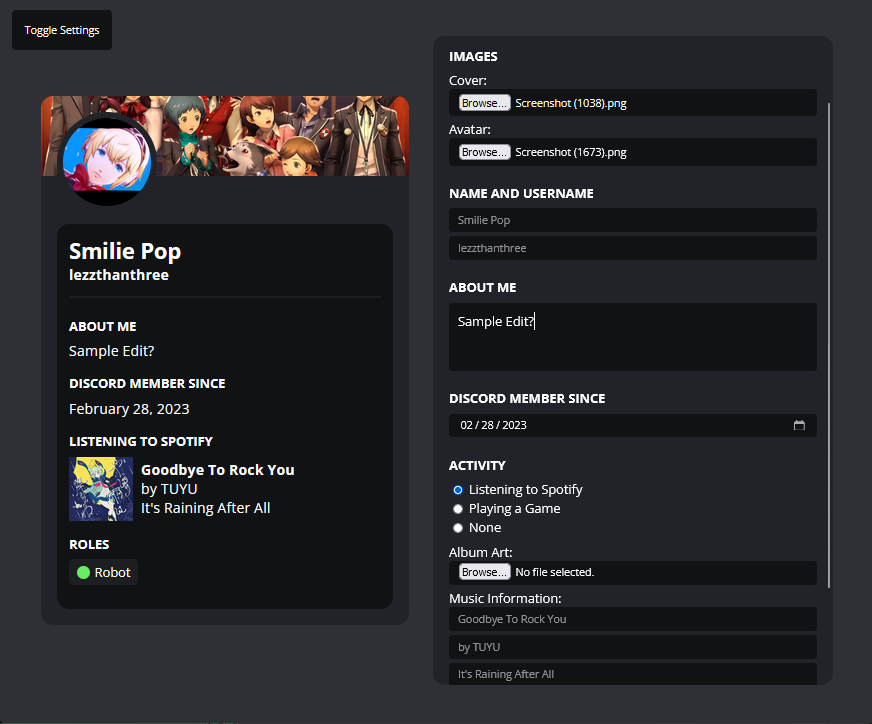 Toggle Settings
Smilie Pop
lezzthanthree
ABOUT ME
Sample Edit?
DISCORD MEMBER SINCE
February 28, 2023
LISTENING TO SPOTIFY
Goodbye To Rock You
by TUYU
It's Raining After All
ROLES
Robot
IMAGES
Cover:
Browse... Screenshot (1038).png
Avatar:
Browse... Screenshot (1673).png
NAME AND USERNAME
Smilie Pop
lezzthanthree
ABOUT ME
Sample Edit?
DISCORD MEMBER SINCE
02 / 28 / 2023
ACTIVITY
Listening to Spotify
Playing a Game
None
Album Art:
Browse... No file selected.
Music Information:
Goodbye To Rock You
by TUYU
It's Raining After All